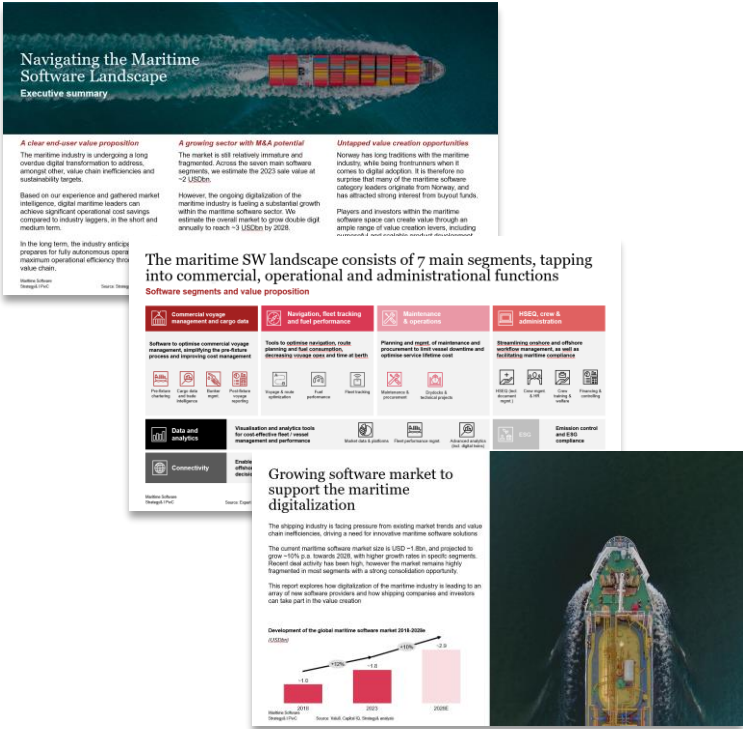 Navigating the Maritime
Software Landscape
Executive summary
A clear end-user value proposition
The maritime industry is undergoing a long
overdue digital transformation to address,
amongst other, value chain inefficiencies and
sustainability targets.
Based on our experience and gathered market
intelligence, digital maritime leaders can
achieve significant operational cost savings
compared to industry laggers, in the short and
medium term.
In the long term, the industry anticip
prepares for fully autonomous operat
maximum operational efficiency thro
value chain.
Maritime Software
Strategy& I PwC
Source: Strateg
A growing sector with M&A potential
The market is still relatively immature and
fragmented. Across the seven main software
segments, we estimate the 2023 sale value at
~2 USDbn.
However, the ongoing digitalization of the
maritime industry is fueling a substantial growth
within the maritime software sector. We
estimate the overall market to grow double digit
annually to reach ~3 USDbn by 2028.
Untapped value creation opportunities
Norway has long traditions with the maritime
industry, while being frontrunners when it
comes to digital adoption. It is therefore no
surprise that many of the maritime software
category leaders originate from Norway, and
has attracted strong interest from buyout funds.
Players and investors within the maritime
software space can create value through an
ample range of value creation levers, including
The maritime SW landscape consists of 7 main segments, tapping
into commercial, operational and administrational functions
Software segments and value proposition
Commercial voyage
management and cargo data
Software to optimise commercial voyage
management, simplifying the pre-fixture
process and improving cost management
Pre-fixture
chartering
Cargo data
and trade
intelligence
Bunker
mgmt.
Post-fixture
voyage
reporting
Navigation, fleet tracking
and fuel performance
Tools to optimise navigation, route
planning and fuel consumption,
decreasing voyage opex and time at berth
Voyage & route
optimization
Fuel
performance
Fleet tracking
Maintenance
& operations
Planning and mgmt. of maintenance and
procurement to limit vessel downtime and
optimise service lifetime cost
Maintenance &
procurement
Drydocks &
technical projects
HSEQ, crew &
administration
Streamlining onshore and offshore
workflow management, as well as
facilitating maritime compliance
HSEQ (incl.
document
mgmt.)
Crew mgmt.
& HR
Crew
training &
welfare
Financing &
controlling
Data and
analytics
Visualisation and analytics tools
for cost-effective fleet / vessel
management and performance
Market data & platforms
Fleet performance mgmt.
Advanced analytics
(incl. digital twins)
ESG
Emission control
and ESG
compliance
Connectivity
Enable
offsho
decisio
Maritime Software
Strategy& I PwC
Source: Expert
Growing software market to
support the maritime
digitalization
The shipping industry is facing pressure from existing market trends and value
chain inefficiencies, driving a need for innovative maritime software solutions
The current maritime software market size is USD ~1.8bn, and projected to
grow ~10% p.a. towards 2028, with higher growth rates in specifc segments.
Recent deal activity has been high, however the market remains highly
fragmented in most segments with a strong consolidation opportunity.
This report explores how digitalization of the maritime industry is leading to an
array of new software providers and how shipping companies and investors
can take part in the value creation
Development of the global maritime software market 2018-2028e
(USDbn)
~1.0
+12%
~1.8
+10%
~2.9
2018
2023
2028E
Maritime Software
Strategy& I PwC
Source: Capital IQ, Strategy& analysis